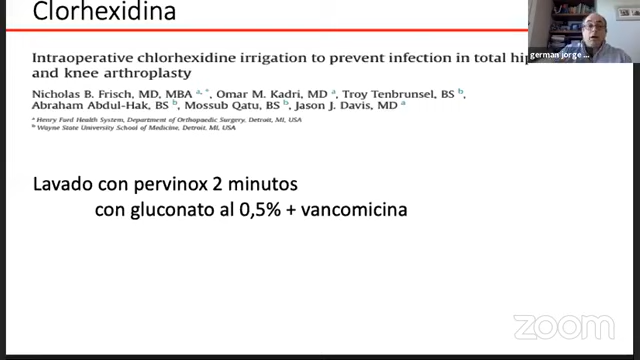 Clorhexidina
Intraoperative chlorhexidine irrigation to prevent infection in total hip
and knee arthroplasty
Nicholas B. Frisch, MD, MBA a, *, Omar M. Kadri, MD a, Troy Tenbrunsel, BS b,
Abraham Abdul-Hak, BS b, Mossub Qatu, BS b, Jason J. Davis, MD a
a Henry Ford Health System, Department of Orthopaedic Surgery, Detroit, MI, USA
b Wayne State University School of Medicine, Detroit, MI, USA
Lavado con pervinox 2 minutos
con gluconato al 0,5% + vancomicina
german jorge ...
zoom